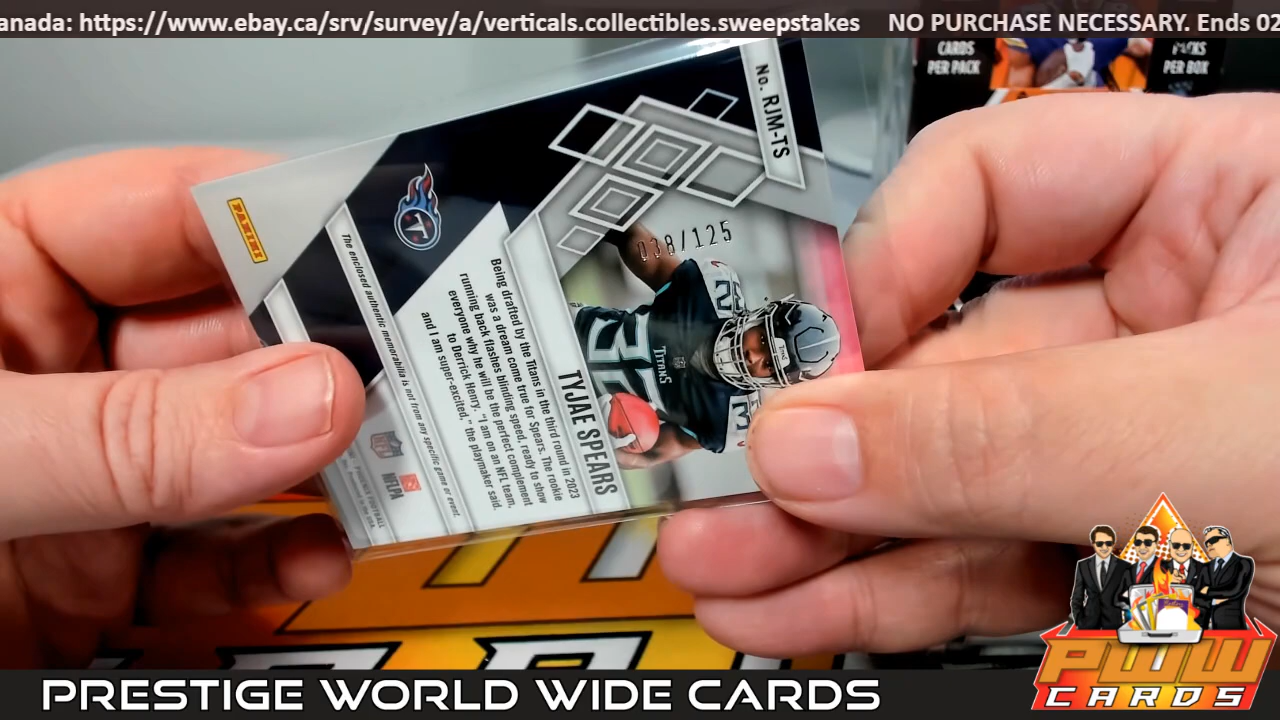 anada: https://www.ebay.ca/srv/survey/a/verticals.collectibles.sweepstakes NO PURCHASE NECESSARY. Ends 02
CARDS
PER PACK
PER BOX
No. RJM-TS
038/125
TITANS
32
TYJAE SPEARS
Being drafted by the Titans in the third round in 2023
was a dream come true for Spears. The rookie
running back flashes blinding speed, ready to show
everyone why he will be the perfect complement
to Derrick Henry. "I am on an NFL team,
and I am super-excited," the playmaker said.
The enclosed authentic memorabilia is not from any specific game or event.
PANINI
NFL
NFLPA
PRESTIGE WORLD WIDE CARDS
PWW
CARDS